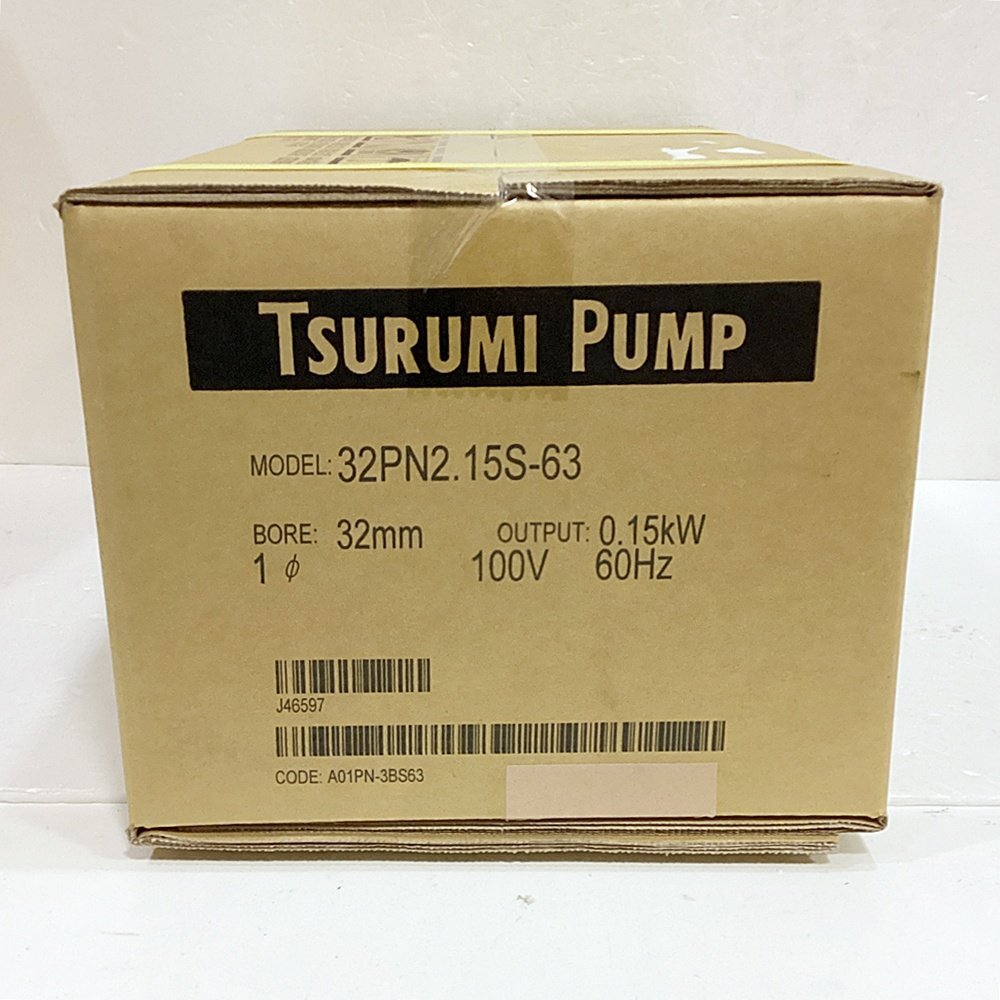 TSURUMI PUMP
MODEL: 32PN2.15S-63
BORE: 32mm OUTPUT: 0.15kW
1 ϕ 100V 60Hz
J46597
CODE: A01PN-3BS63